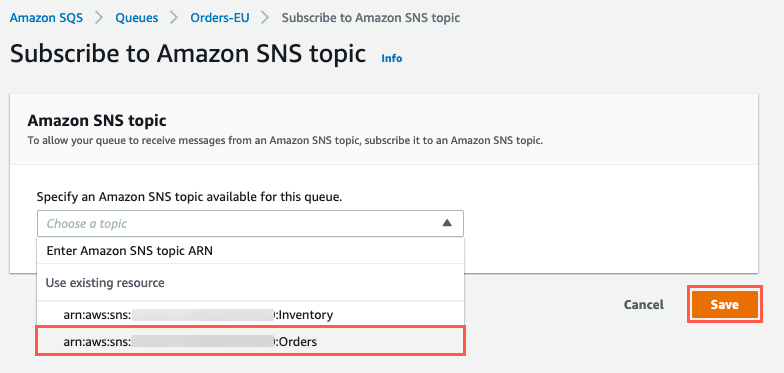 Amazon SQS > Queues > Orders-EU > Subscribe to Amazon SNS topic
Subscribe to Amazon SNS topic Info
Amazon SNS topic
To allow your queue to receive messages from an Amazon SNS topic, subscribe it to an Amazon SNS topic.
Specify an Amazon SNS topic available for this queue.
Choose a topic
Enter Amazon SNS topic ARN
Use existing resource
Cancel Save
arn:aws:sns: :Inventory
arn:aws:sns: :Orders